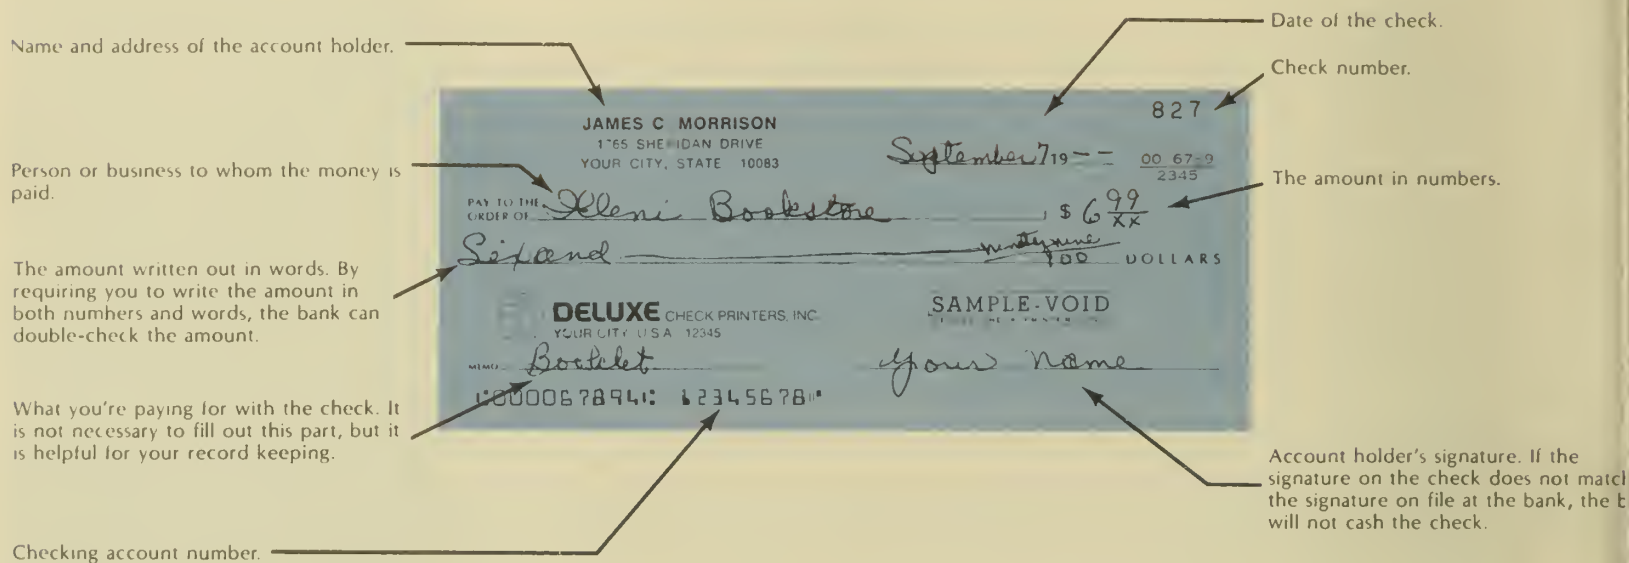 Name and address of the account holder.
Date of the check.
Check number.
Person or business to whom the money is
paid.
The amount in numbers.
The amount written out in words. By
requiring you to write the amount in
both numbers and words, the bank can
double-check the amount.
What you're paying for with the check. It
is not necessary to fill out this part, but it
is helpful for your record keeping.
Checking account number.
Account holder's signature. If the
signature on the check does not match
the signature on file at the bank, the
will not cash the check.
827
JAMES C MORRISON
SHERIDAN DRIVE
YOUR CITY, STATE 10083
September 7 19 --
00 67-9
2345
PAY TO THE
ORDER OF Bookstore $ 6 99/XX
Six and ninety nine/100 DOLLARS
DELUXE CHECK PRINTERS, INC.
YOUR CITY U S A 12345
SAMPLE-VOID
MEMO Booklet
Your Name
⑆000067894⑆ 12345678⑈